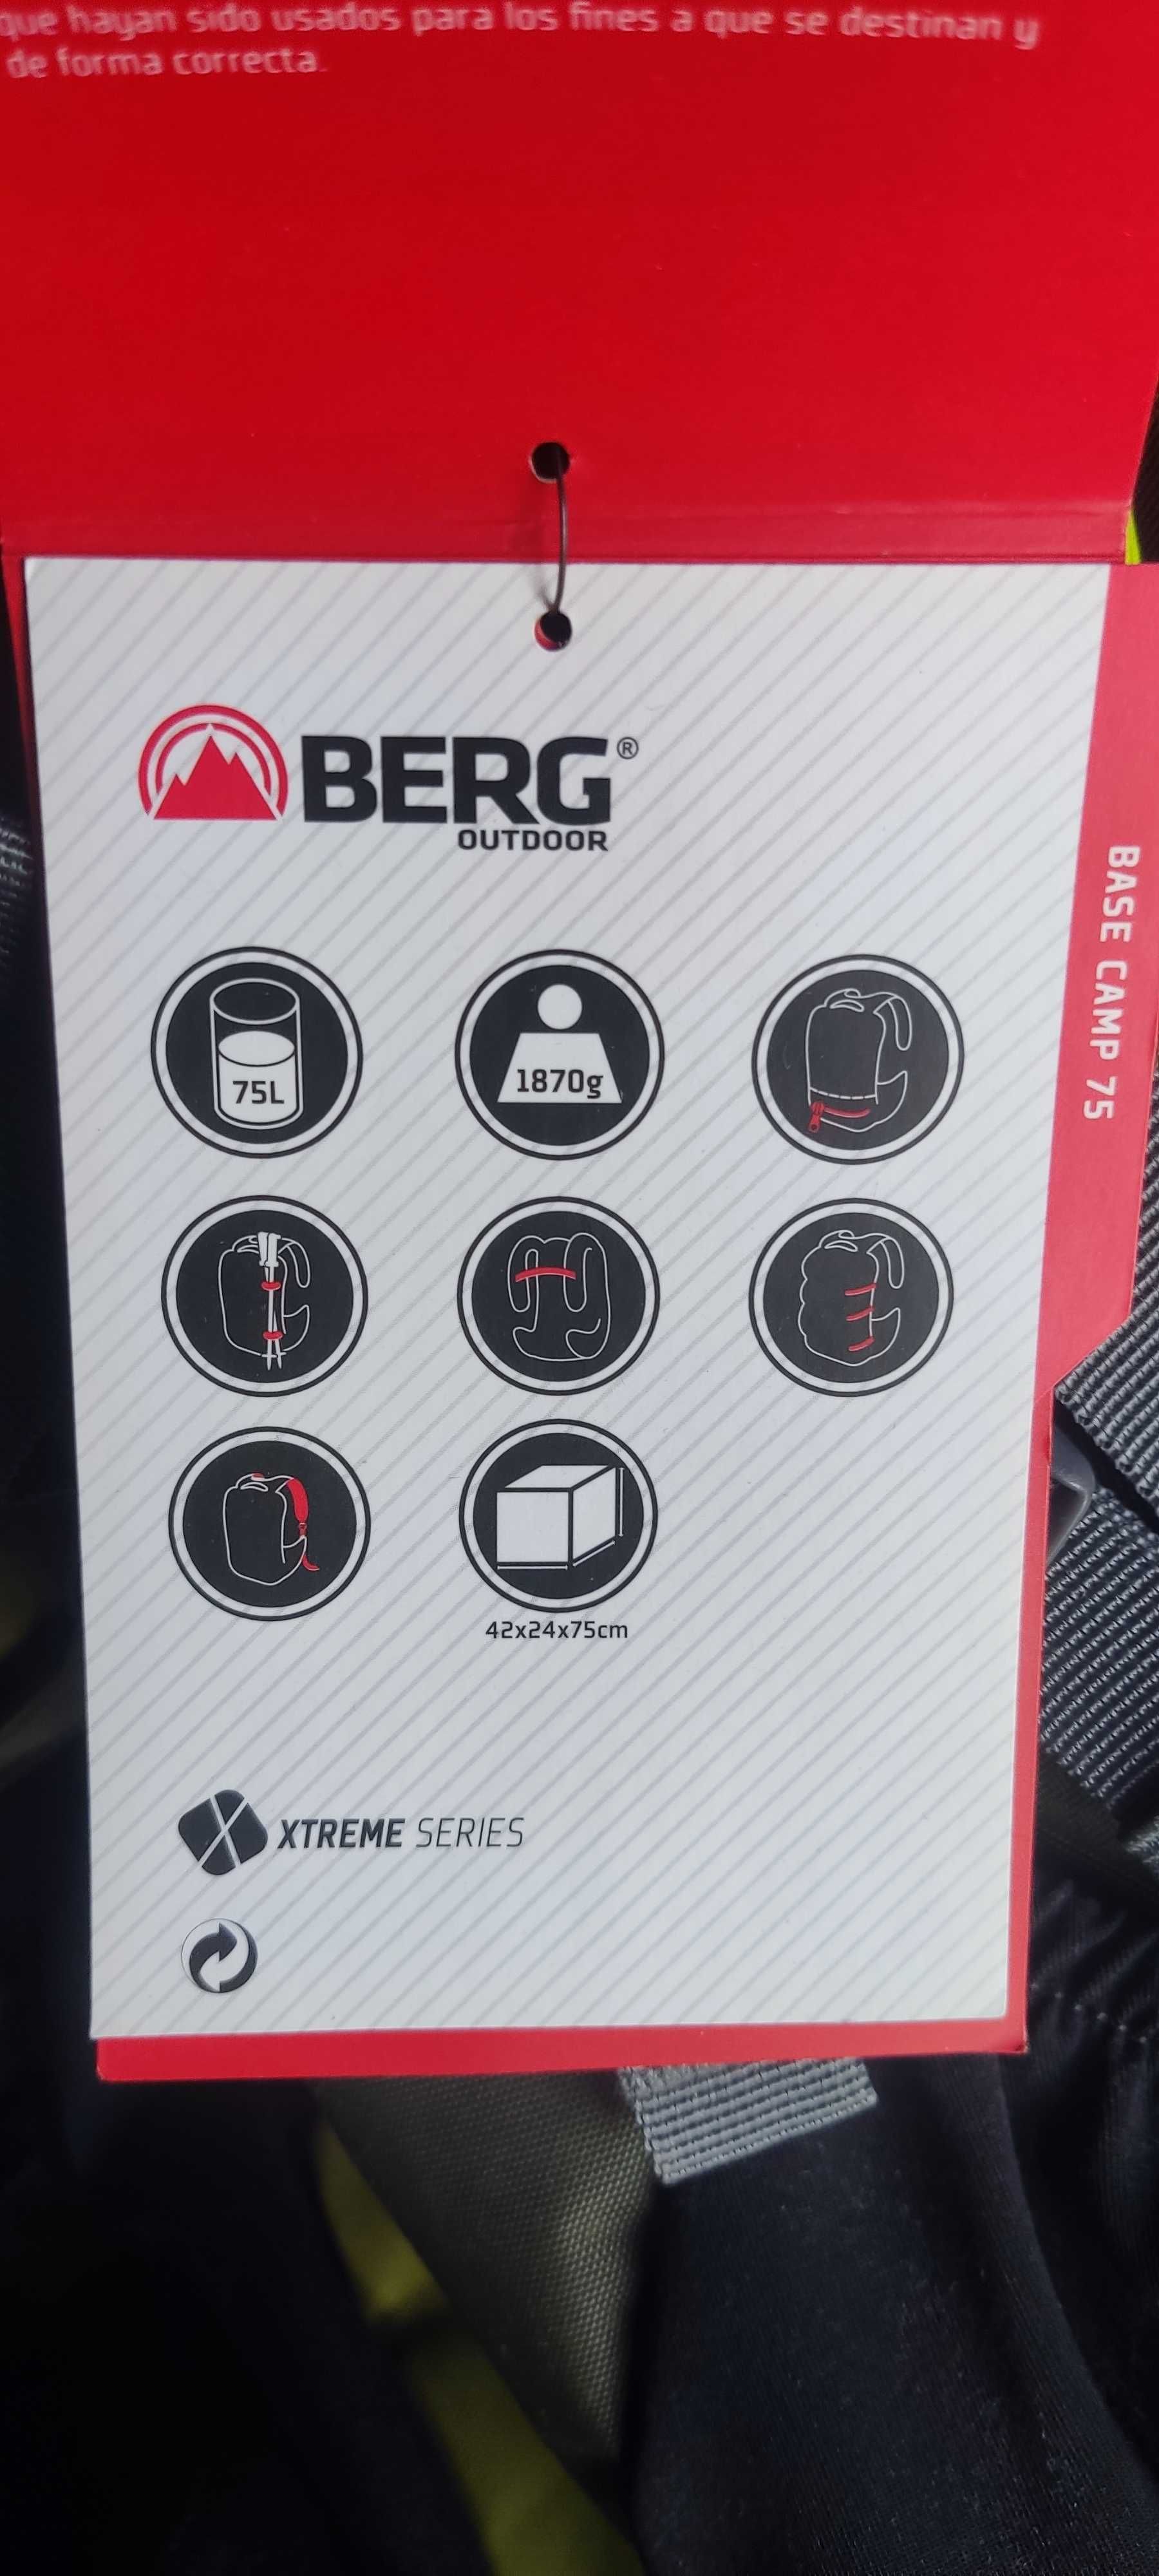 que hayan sido usados para los fines a que se destinan y
de forma correcta.
BERG®
OUTDOOR
BASE CAMP 75
75L
1870g
42x24x75cm
XTREME SERIES